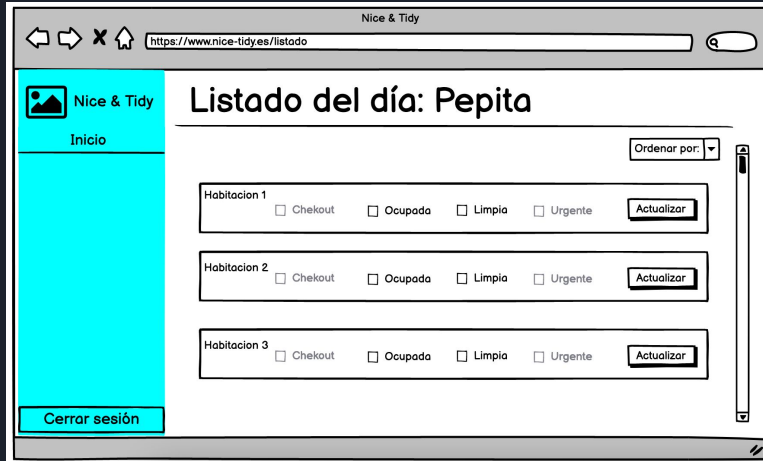 Nice & Tidy
https://www.nice-tidy.es/listado
Nice & Tidy
Inicio
Cerrar sesión
Listado del día: Pepita
Ordenar por:
Habitacion 1
Chekout Ocupada Limpia Urgente Actualizar
Habitacion 2
Chekout Ocupada Limpia Urgente Actualizar
Habitacion 3
Chekout Ocupada Limpia Urgente Actualizar